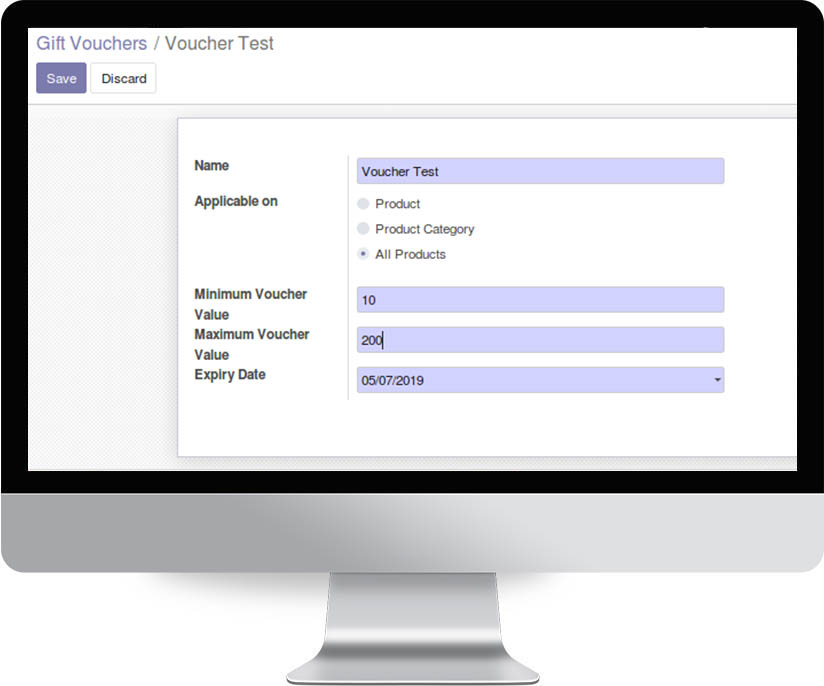 Gift Vouchers / Voucher Test
Save Discard
Name Voucher Test
Applicable on Product
Product Category
All Products
Minimum Voucher
Value 10
Maximum Voucher
Value 200
Expiry Date 05/07/2019